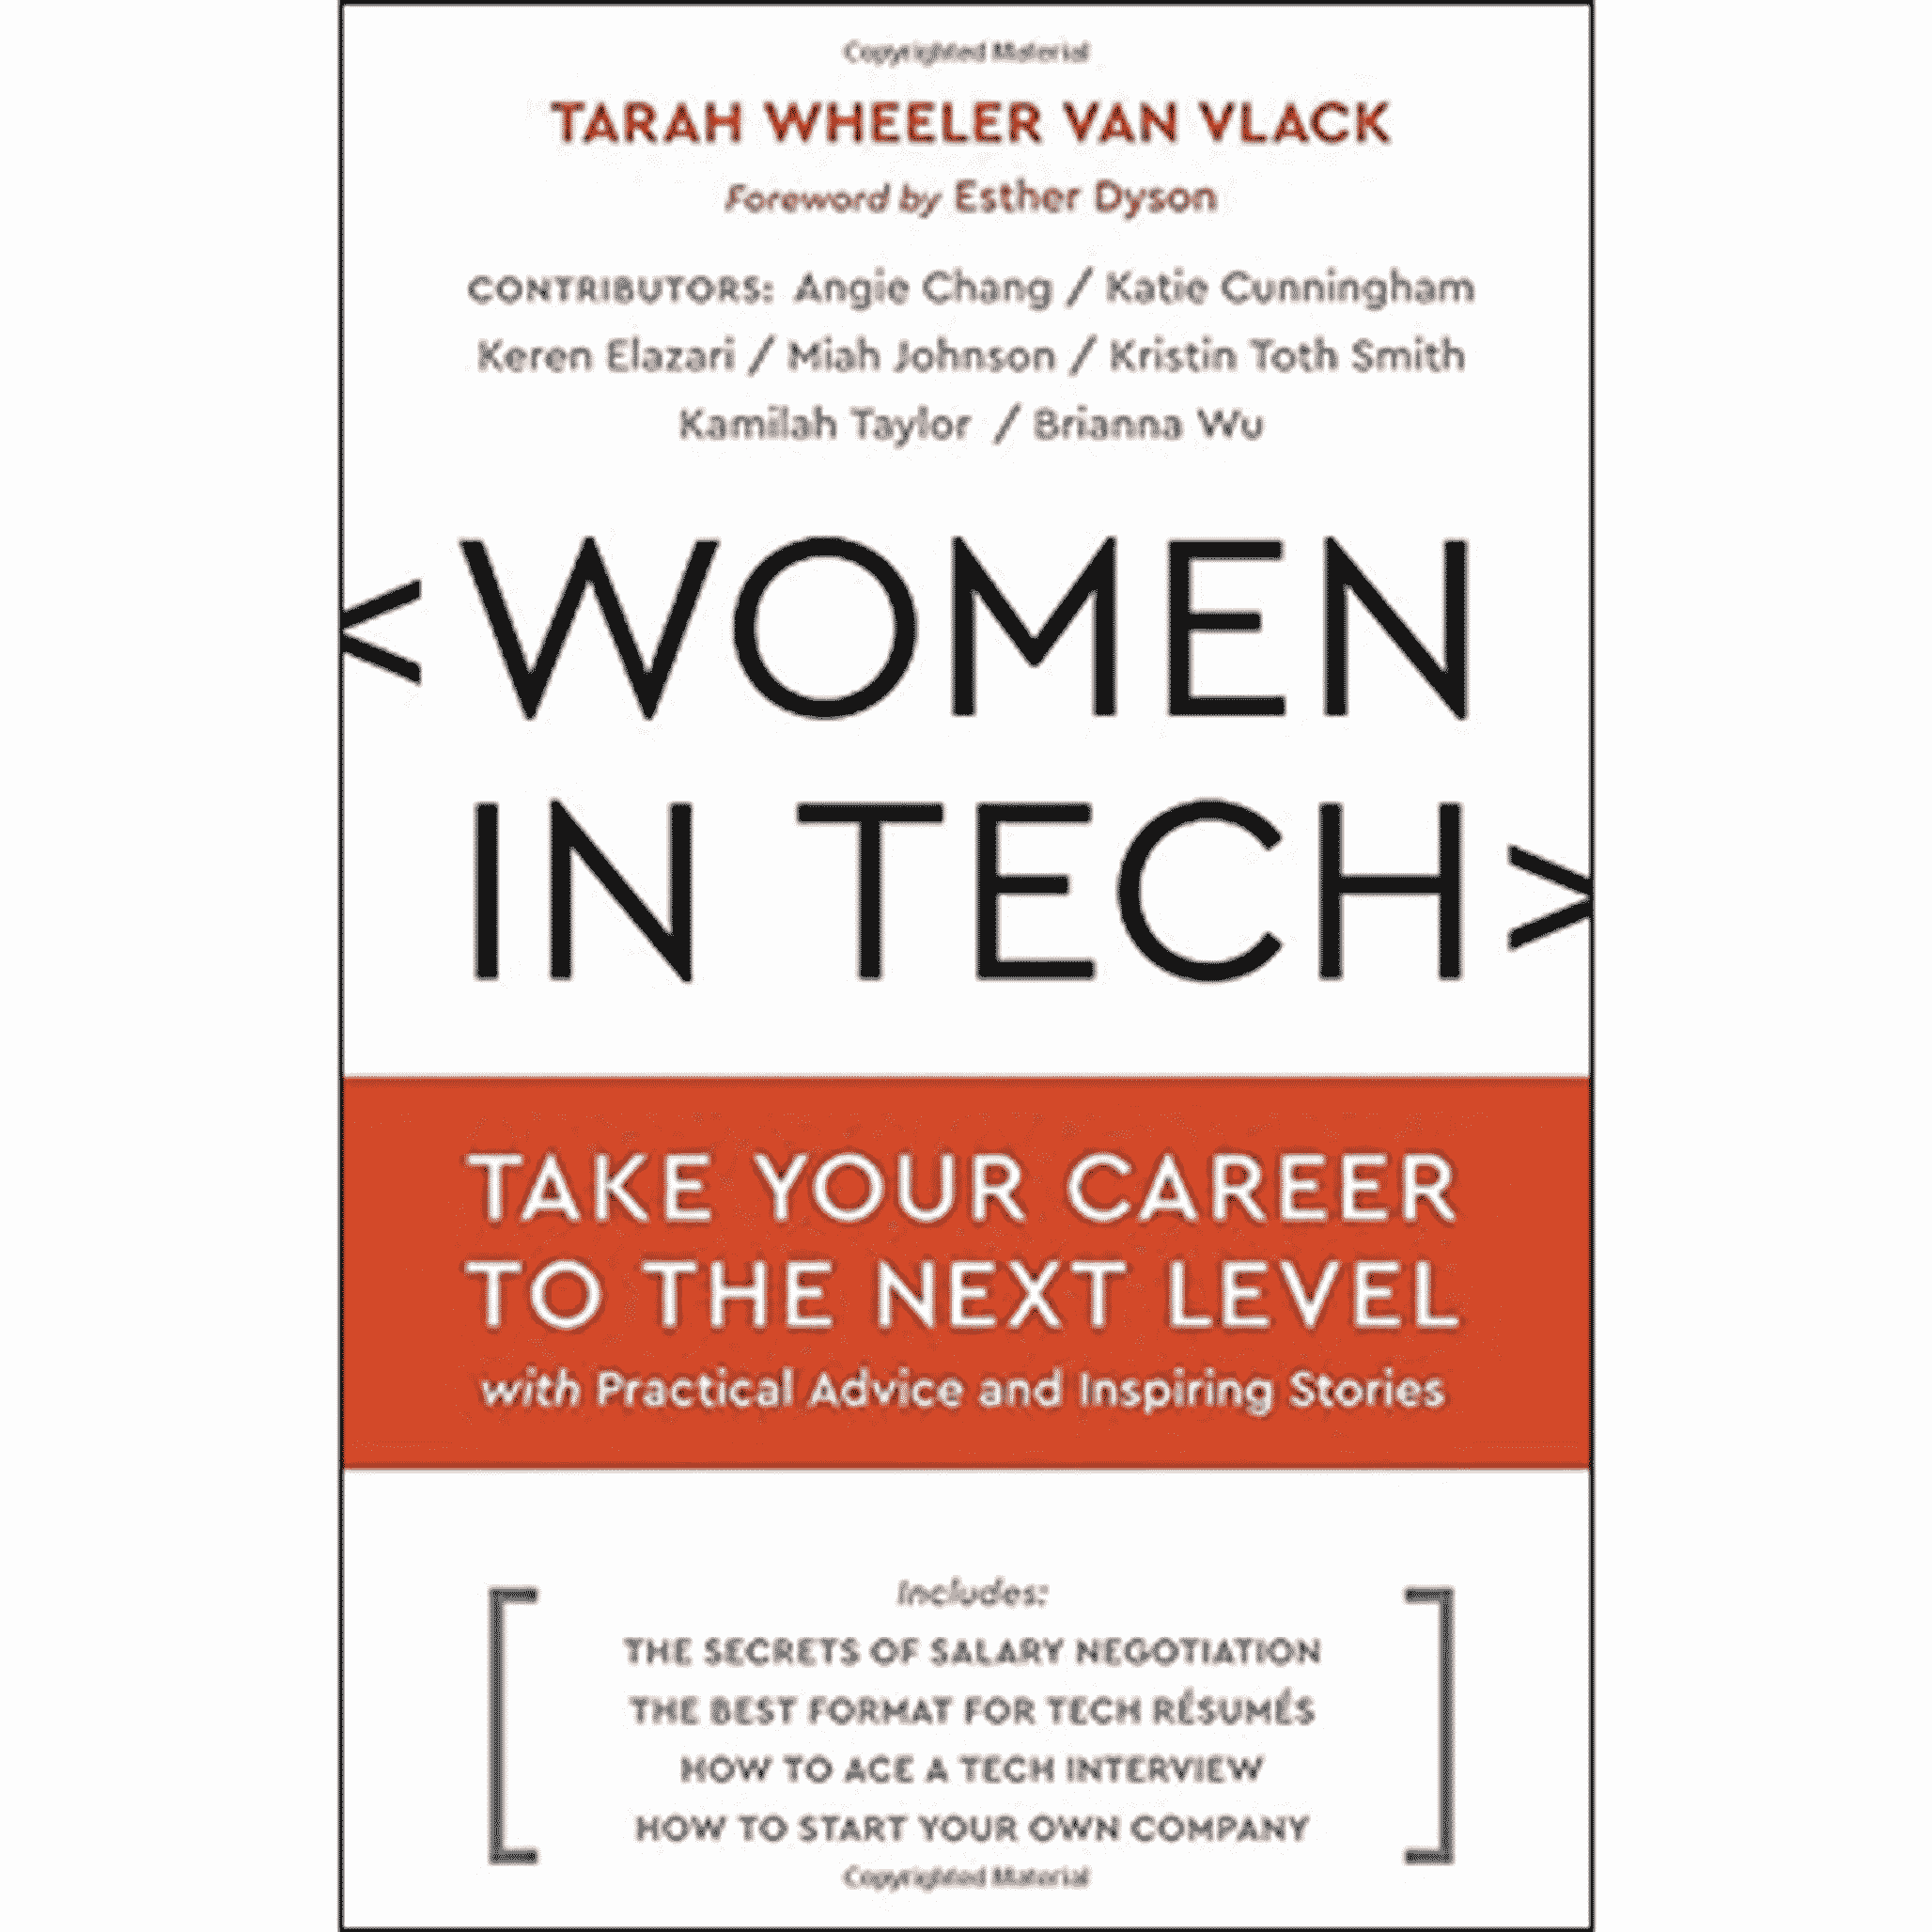 Copyrighted Material
TARAH WHEELER VAN VLACK
Foreword by Esther Dyson
CONTRIBUTORS: Angie Chang / Katie Cunningham
Keren Elazari / Miah Johnson / Kristin Toth Smith
Kamilah Taylor / Brianna Wu
<WOMEN
IN TECH>
TAKE YOUR CAREER
TO THE NEXT LEVEL
with Practical Advice and Inspiring Stories
Includes:
THE SECRETS OF SALARY NEGOTIATION
THE BEST FORMAT FOR TECH RÉSUMÉS
HOW TO ACE A TECH INTERVIEW
HOW TO START YOUR OWN COMPANY
Copyrighted Material